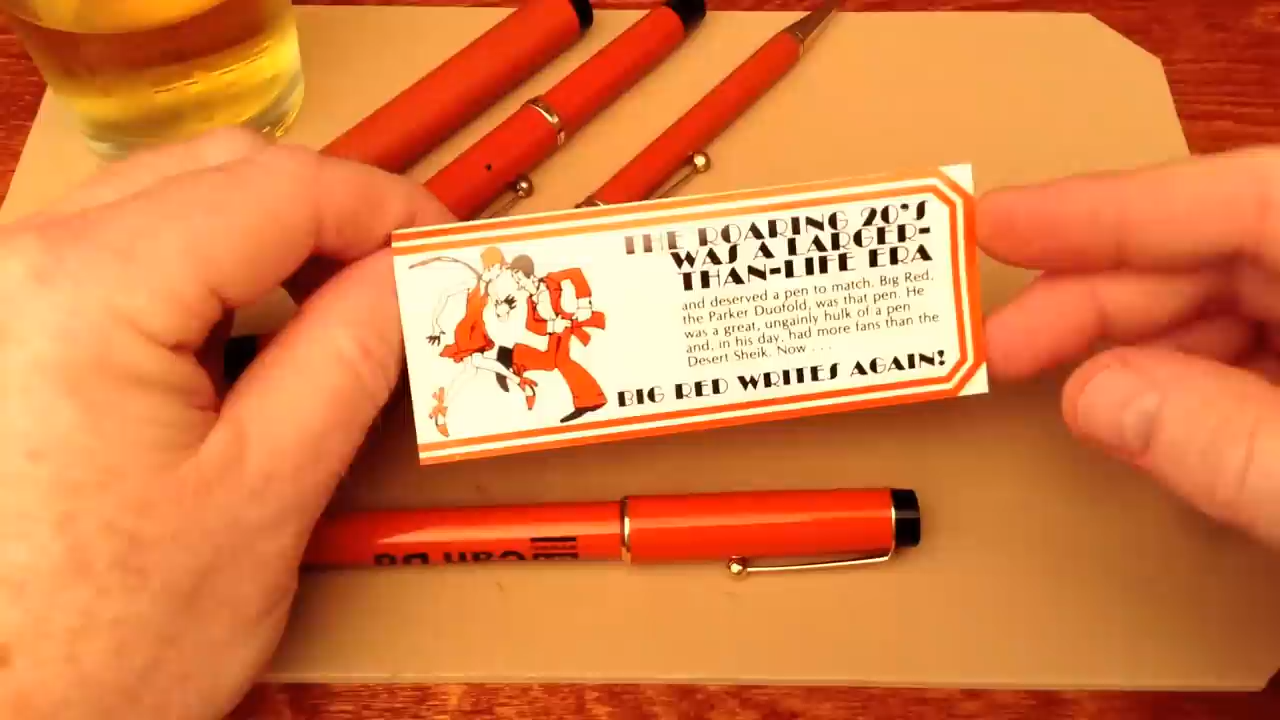 THE ROARING 20'S
WAS A LARGER-
THAN-LIFE ERA
and deserved a pen to match. Big Red,
the Parker Duofold, was that pen. He
was a great, ungainly hulk of a pen
and, in his day, had more fans than the
Desert Sheik. Now . . .
BIG RED WRITES AGAIN!
Can Do